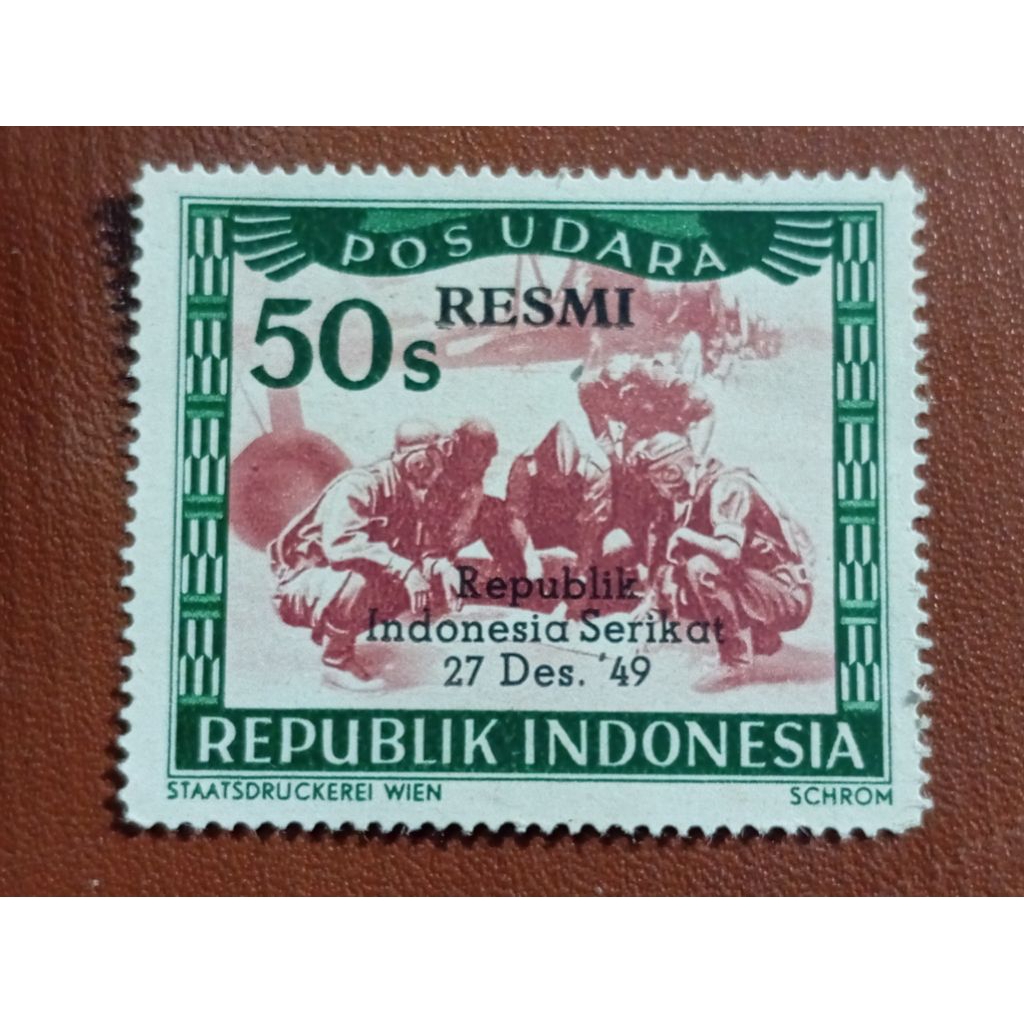 POS UDARA
50s RESMI
Republik
Indonesia Serikat
27 Des. '49
REPUBLIK INDONESIA
STAATSDRUCKEREI WIEN SCHROM